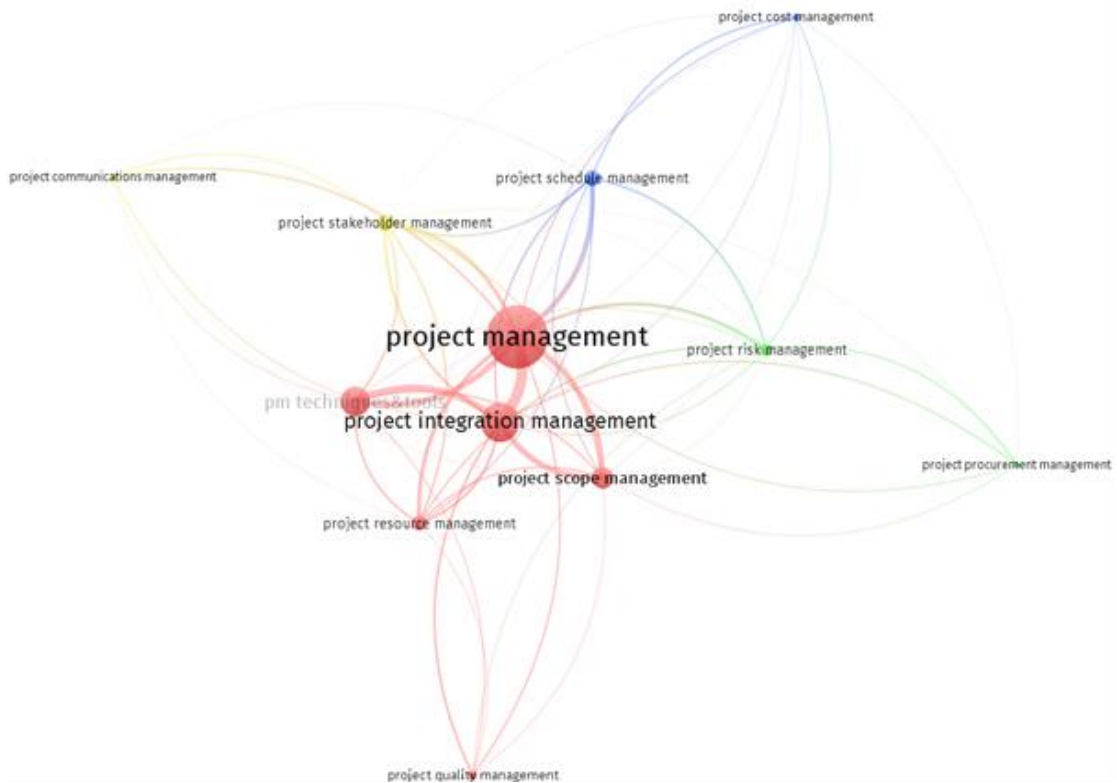 project cost management
project communications management
project schedule management
project stakeholder management
project management
project risk management
pm techniques&tools
project integration management
project procurement management
project scope management
project resource management
project quality management